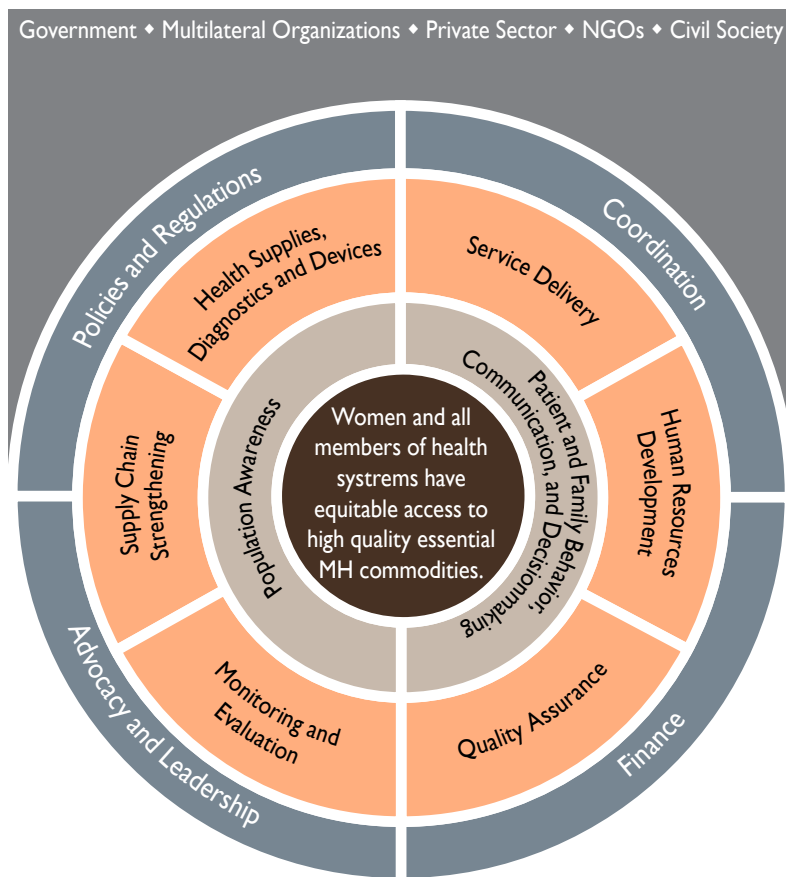 Government ◆ Multilateral Organizations ◆ Private Sector ◆ NGOs ◆ Civil Society
Policies and Regulations
Coordination
Health Supplies,
Diagnostics and Devices
Service Delivery
Patient and Family Behavior,
Communication, and Decisionmaking
Population Awareness
Women and all
members of health
systrems have
equitable access to
high quality essential
MH commodities.
Supply Chain
Strengthening
Human Resources
Development
Monitoring and
Evaluation
Quality Assurance
Advocacy and Leadership
Finance